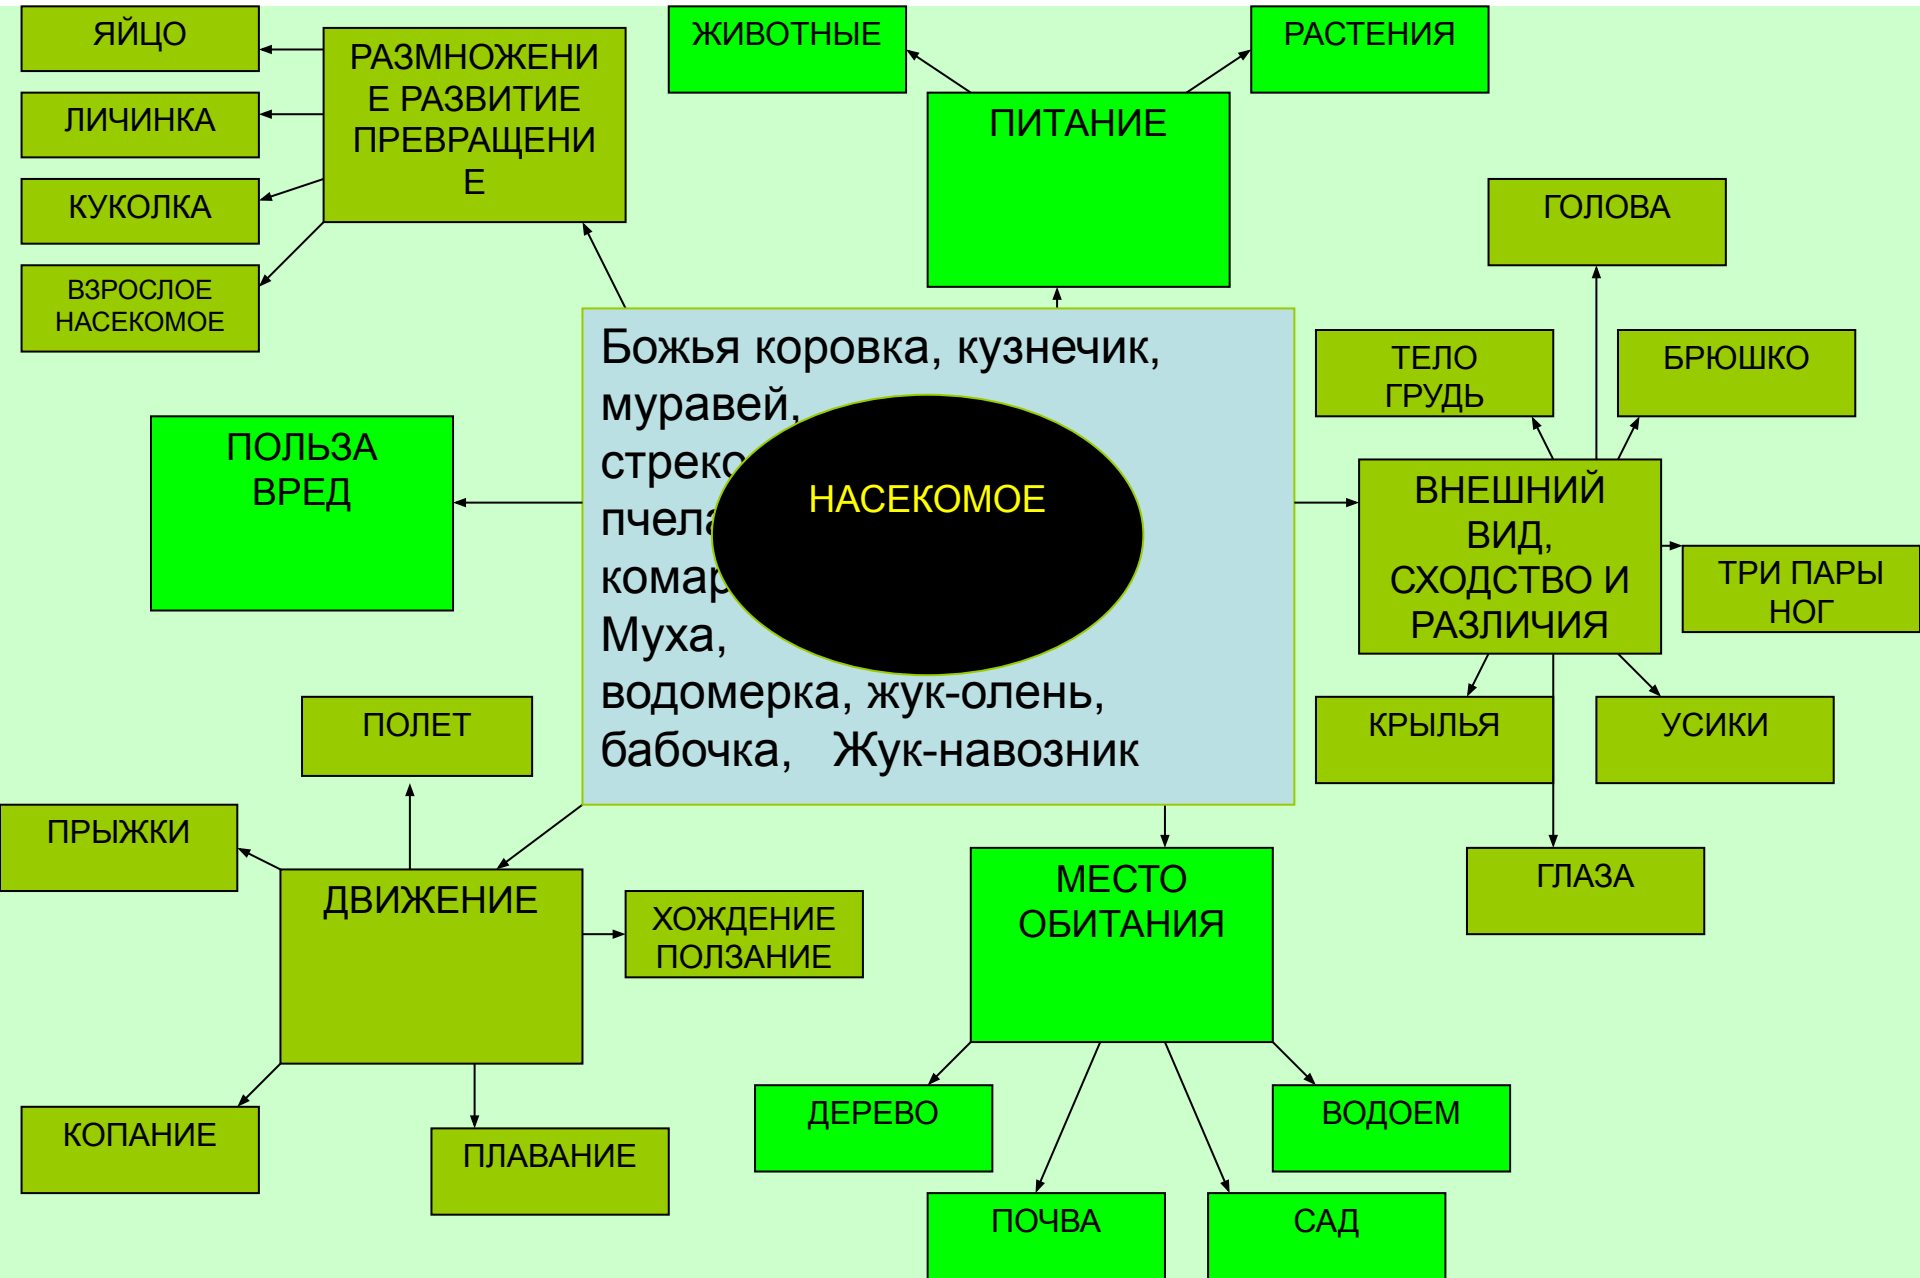 ЯЙЦО
ЛИЧИНКА
КУКОЛКА
ВЗРОСЛОЕ
НАСЕКОМОЕ
РАЗМНОЖЕНИ
Е РАЗВИТИЕ
ПРЕВРАЩЕНИ
Е
ЖИВОТНЫЕ
РАСТЕНИЯ
ПИТАНИЕ
ГОЛОВА
ТЕЛО
ГРУДЬ
БРЮШКО
ВНЕШНИЙ
ВИД,
СХОДСТВО И
РАЗЛИЧИЯ
ТРИ ПАРЫ
НОГ
КРЫЛЬЯ
УСИКИ
ГЛАЗА
ПОЛЬЗА
ВРЕД
Божья коровка, кузнечик,
муравей,
Муха,
водомерка, жук-олень,
бабочка, Жук-навозник
НАСЕКОМОЕ
ПОЛЕТ
ПРЫЖКИ
ДВИЖЕНИЕ
ХОЖДЕНИЕ
ПОЛЗАНИЕ
КОПАНИЕ
ПЛАВАНИЕ
МЕСТО
ОБИТАНИЯ
ДЕРЕВО
ВОДОЕМ
ПОЧВА
САД